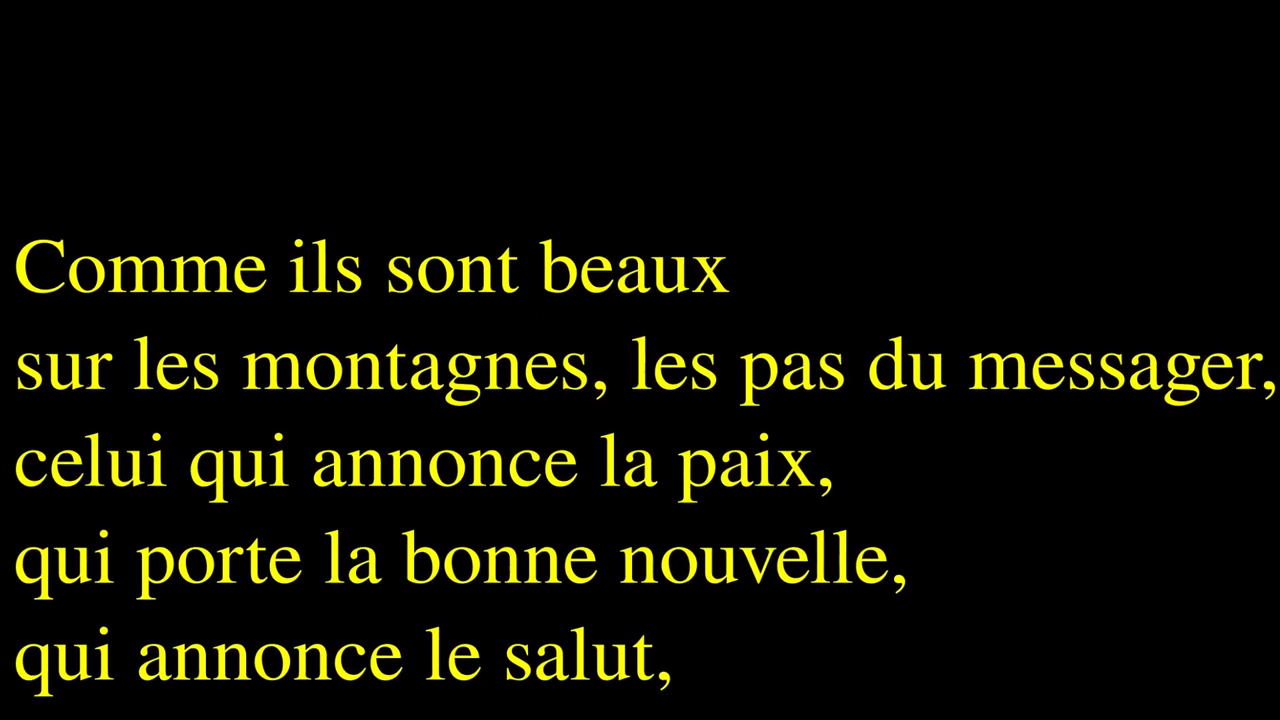 Comme ils sont beaux
sur les montagnes, les pas du messager,
celui qui annonce la paix,
qui porte la bonne nouvelle,
qui annonce le salut,